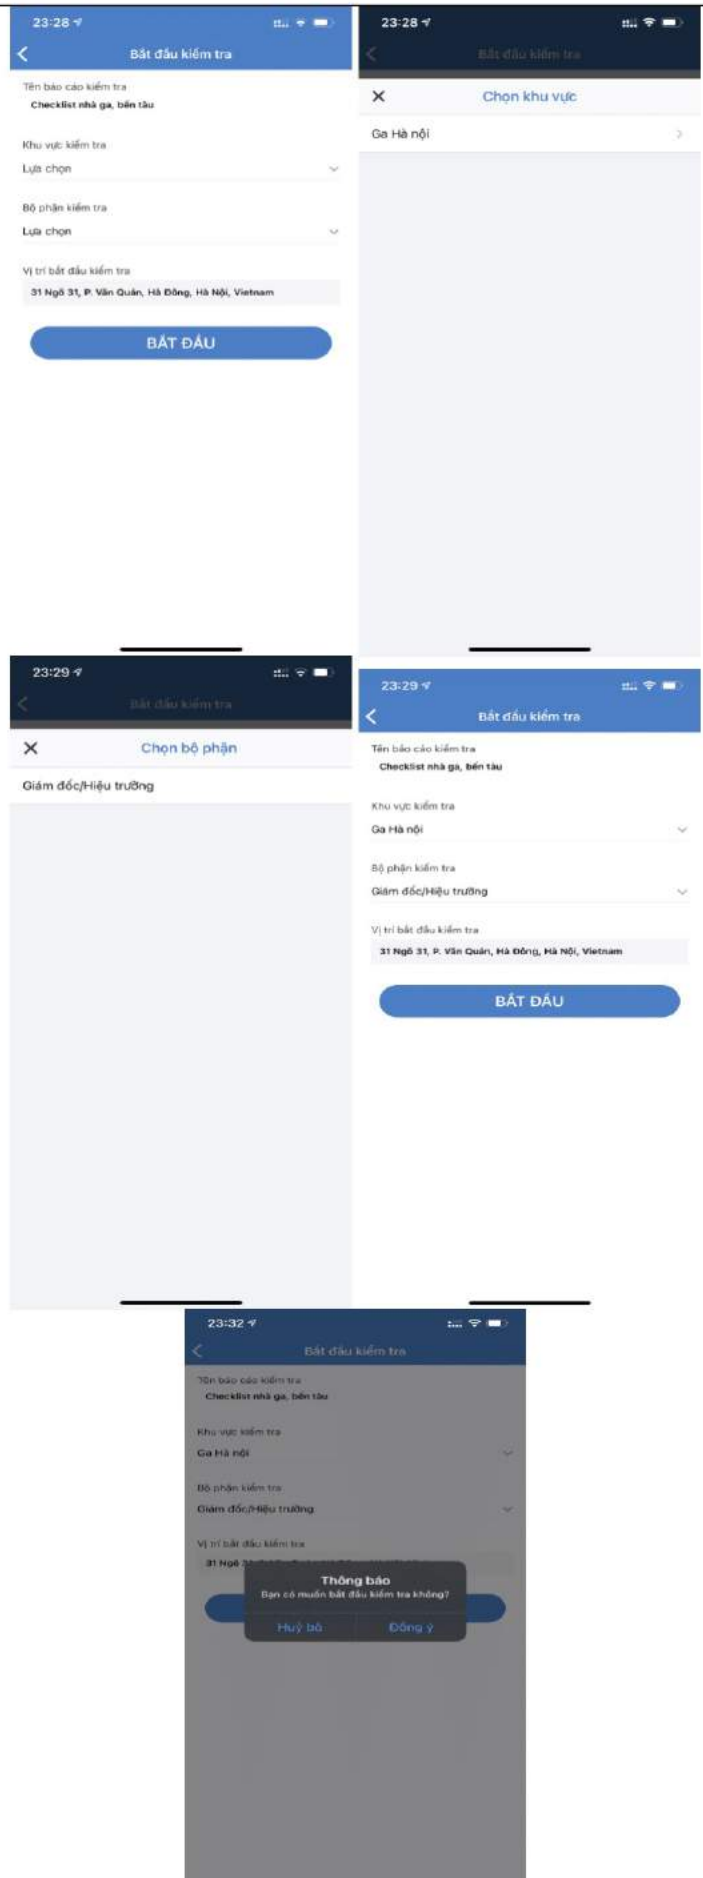 23:28
Bắt đầu kiểm tra
Tên báo cáo kiểm tra
Checklist nhà ga, bến tàu
Khu vực kiểm tra
Lựa chọn
Bộ phận kiểm tra
Lựa chọn
Vị trí bắt đầu kiểm tra
31 Ngõ 31, P. Văn Quán, Hà Đông, Hà Nội, Vietnam
BẮT ĐẦU
23:28
Bắt đầu kiểm tra
Chọn khu vực
Ga Hà nội
23:29
Bắt đầu kiểm tra
Chọn bộ phận
Giám đốc/Hiệu trưởng
23:29
Bắt đầu kiểm tra
Tên báo cáo kiểm tra
Checklist nhà ga, bến tàu
Khu vực kiểm tra
Ga Hà nội
Bộ phận kiểm tra
Giám đốc/Hiệu trưởng
Vị trí bắt đầu kiểm tra
31 Ngõ 31, P. Văn Quán, Hà Đông, Hà Nội, Vietnam
BẮT ĐẦU
23:32
Bắt đầu kiểm tra
Tên báo cáo kiểm tra
Checklist nhà ga, bến tàu
Khu vực kiểm tra
Ga Hà nội
Bộ phận kiểm tra
Giám đốc/Hiệu trưởng
Vị trí bắt đầu kiểm tra
31 Ngõ
Thông báo
Bạn có muốn bắt đầu kiểm tra không?
Huỷ bỏ
Đồng ý